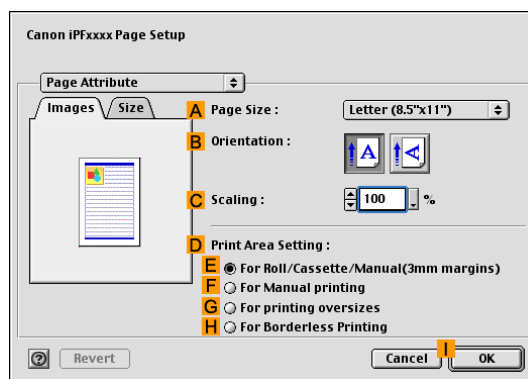 Canon iPFxxxx Page Setup
Page Attribute
Images Size
A Page Size : Letter (8.5"x11")
B Orientation :
A A
C Scaling : 100 %
D Print Area Setting :
E For Roll/Cassette/Manual(3mm margins)
F For Manual printing
G For printing oversizes
H For Borderless Printing
? Revert Cancel I OK